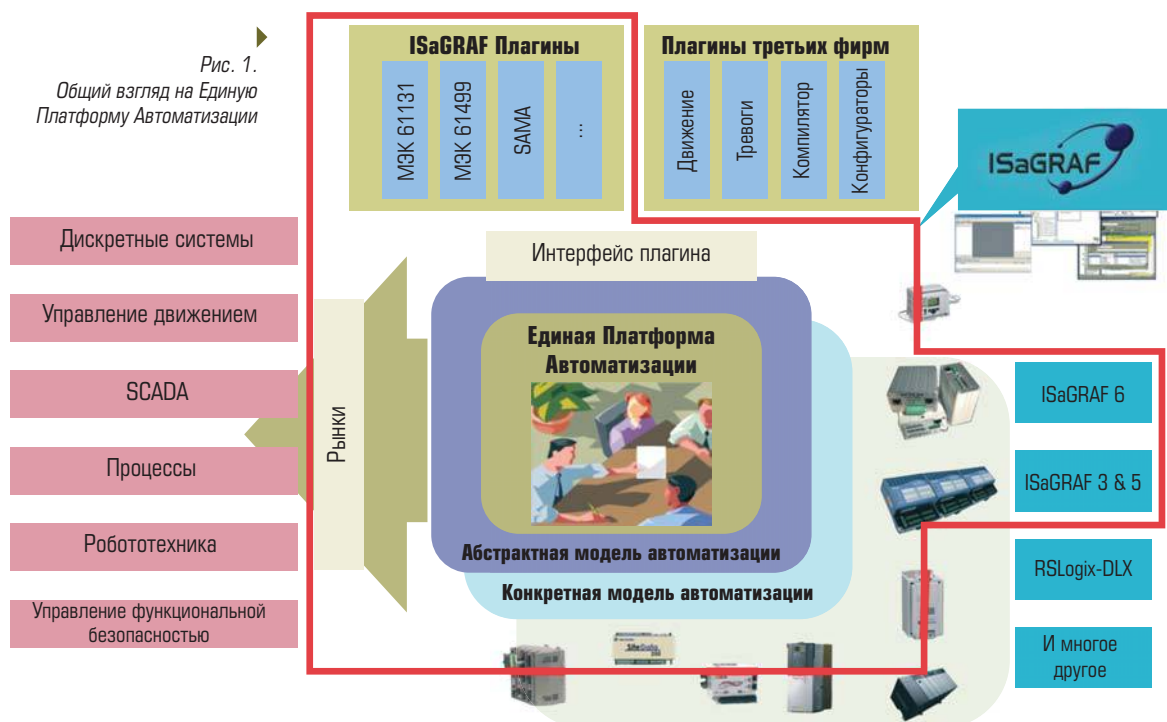 Рис. 1.
Общий взгляд на Единую
Платформу Автоматизации
ISaGRAF Плагины
МЭК 61131
МЭК 61499
SAMA
...
Плагины третьих фирм
Движение
Тревоги
Компилятор
Конфигураторы
ISaGRAF
Дискретные системы
Управление движением
SCADA
Процессы
Робототехника
Управление функциональной
безопасностью
Рынки
Интерфейс плагина
Единая Платформа
Автоматизации
Абстрактная модель автоматизации
Конкретная модель автоматизации
ISaGRAF 6
ISaGRAF 3 & 5
RSLogix-DLX
И многое
другое